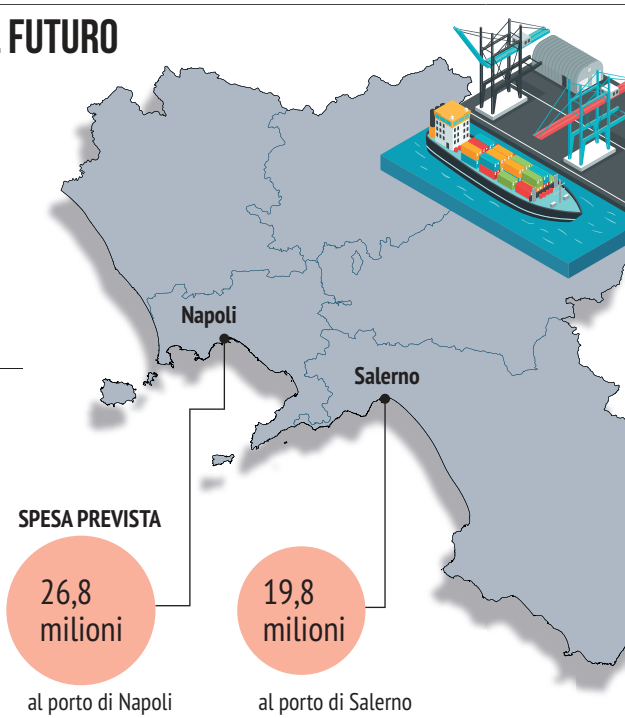 FUTURO
Napoli
Salerno
SPESA PREVISTA
26,8
milioni
19,8
milioni
al porto di Napoli
al porto di Salerno